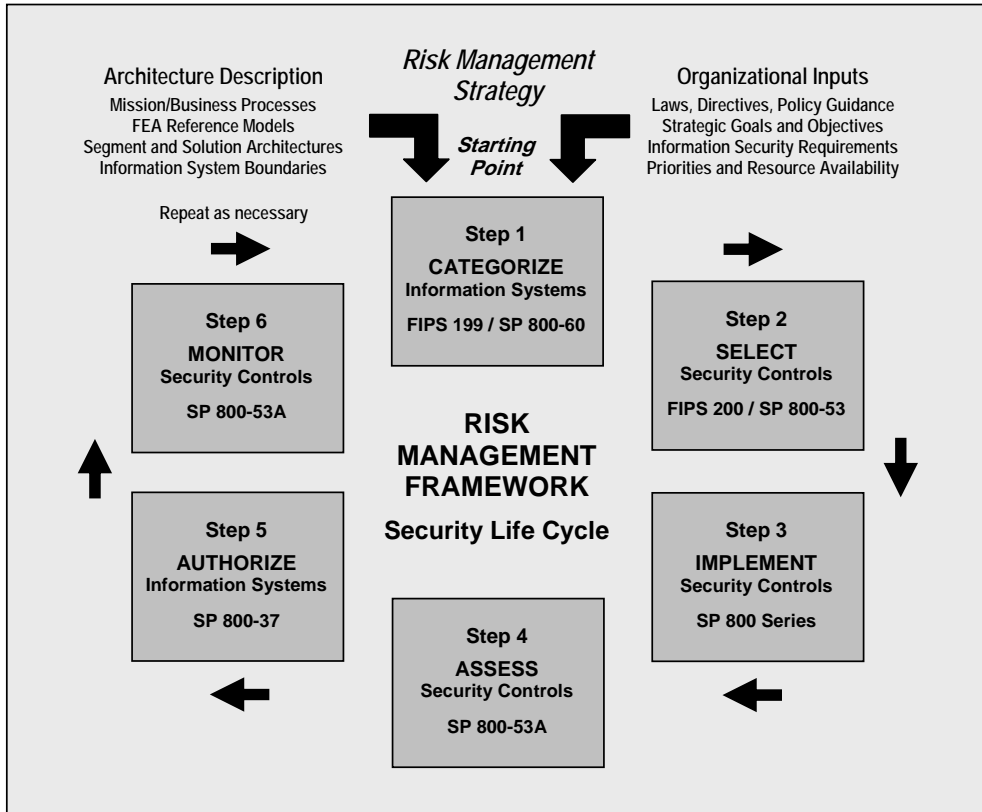 Architecture Description
Mission/Business Processes
FEA Reference Models
Segment and Solution Architectures
Information System Boundaries
Risk Management
Strategy
Starting
Point
Organizational Inputs
Laws, Directives, Policy Guidance
Strategic Goals and Objectives
Information Security Requirements
Priorities and Resource Availability
Repeat as necessary
Step 1
CATEGORIZE
Information Systems
FIPS 199 / SP 800-60
Step 2
SELECT
Security Controls
FIPS 200 / SP 800-53
Step 3
IMPLEMENT
Security Controls
SP 800 Series
Step 4
ASSESS
Security Controls
SP 800-53A
Step 5
AUTHORIZE
Information Systems
SP 800-37
Step 6
MONITOR
Security Controls
SP 800-53A
RISK
MANAGEMENT
FRAMEWORK
Security Life Cycle